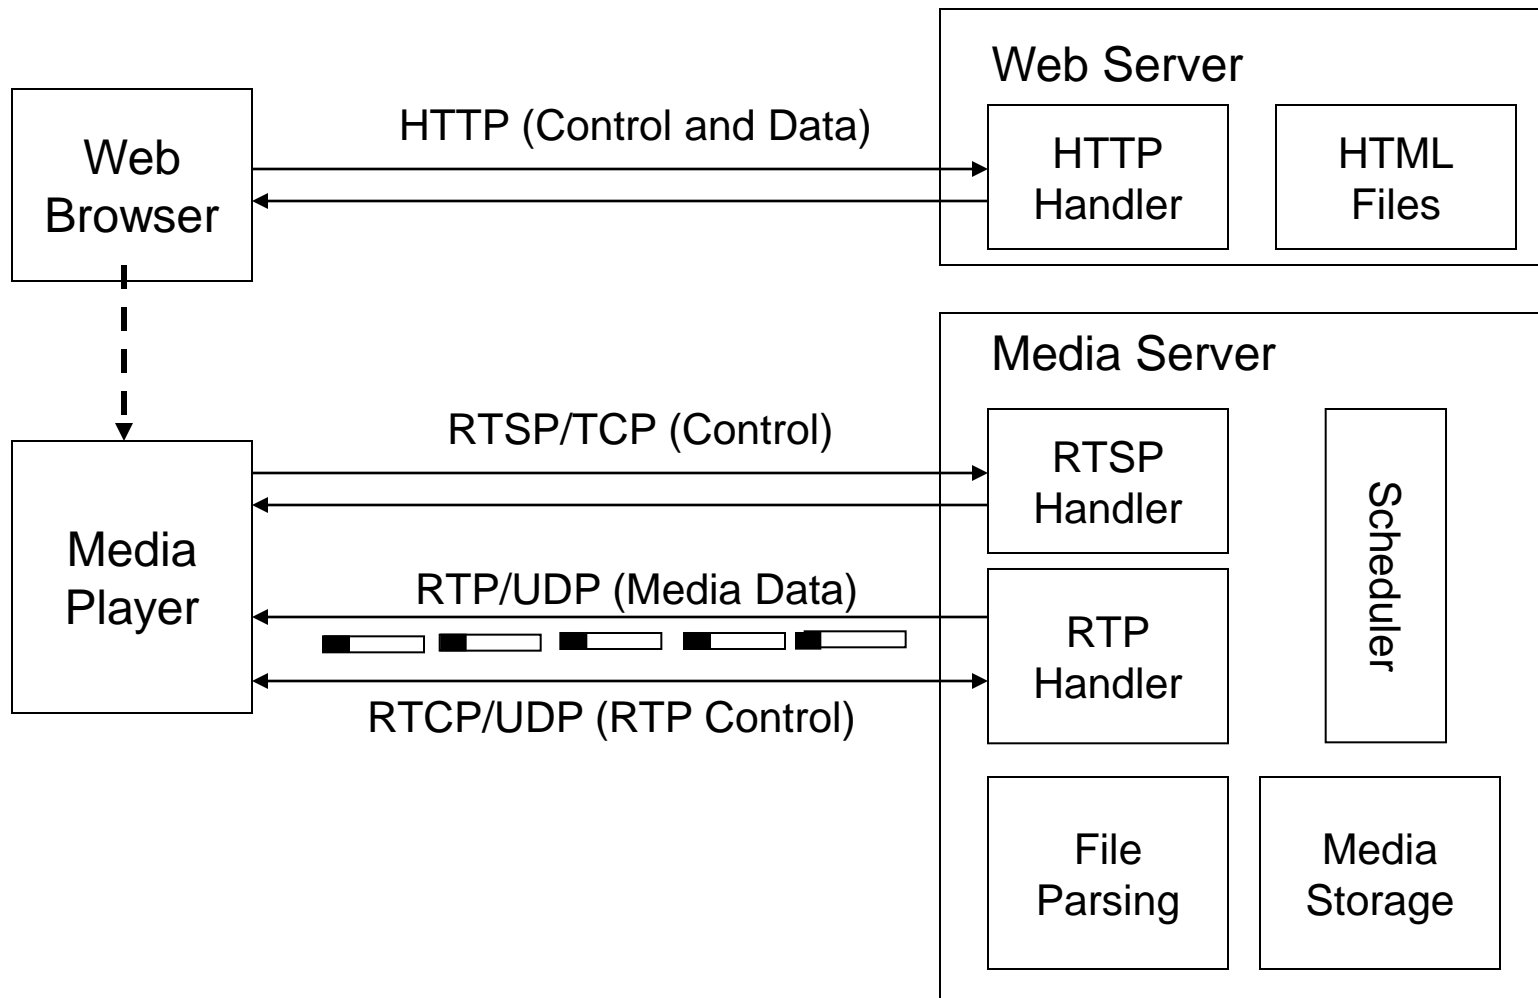 Web Server
HTTP (Control and Data)
Web
Browser
HTTP
Handler
HTML
Files
Media Server
RTSP/TCP (Control)
RTSP
Handler
Scheduler
Media
Player
RTP/UDP (Media Data)
RTP
Handler
RTCP/UDP (RTP Control)
File
Parsing
Media
Storage